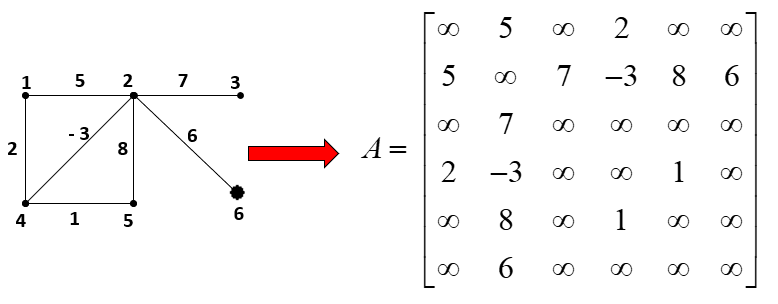 1 5 2 7 3
2 - 3 8 6
4 1 5 6
A =
∞ 5 ∞ 2 ∞ ∞
5 ∞ 7 −3 8 6
∞ 7 ∞ ∞ ∞ ∞
2 −3 ∞ ∞ 1 ∞
∞ 8 ∞ 1 ∞ ∞
∞ 6 ∞ ∞ ∞ ∞